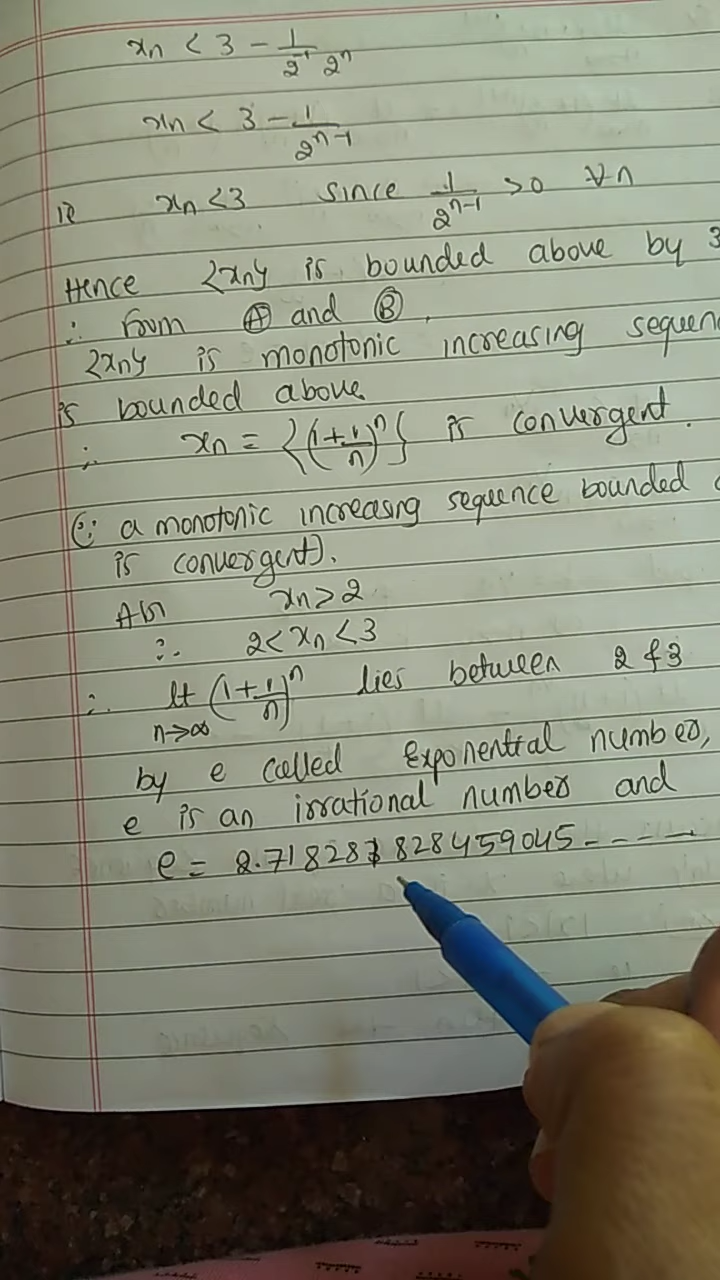 xn < 3 - 1/2⁻¹ 2ⁿ
xn < 3 - 1/2ⁿ⁻¹
ie xn < 3 since 1/2ⁿ⁻¹ > 0 ∀n
Hence {xn} is bounded above by 3
∴ From Ⓐ and Ⓑ,
{xn} is monotonic increasing sequen
is bounded above.
∴ xn = {(1+1/n)ⁿ} is convergent.
(∵ a monotonic increasing sequence bounded
is convergent).
Also xn > 2
∴ 2 < xn < 3
∴ lt n→∞ (1+1/n)ⁿ lies between 2 & 3
by e called Exponential number,
e is an irrational number and
e = 2.718281828459045-----